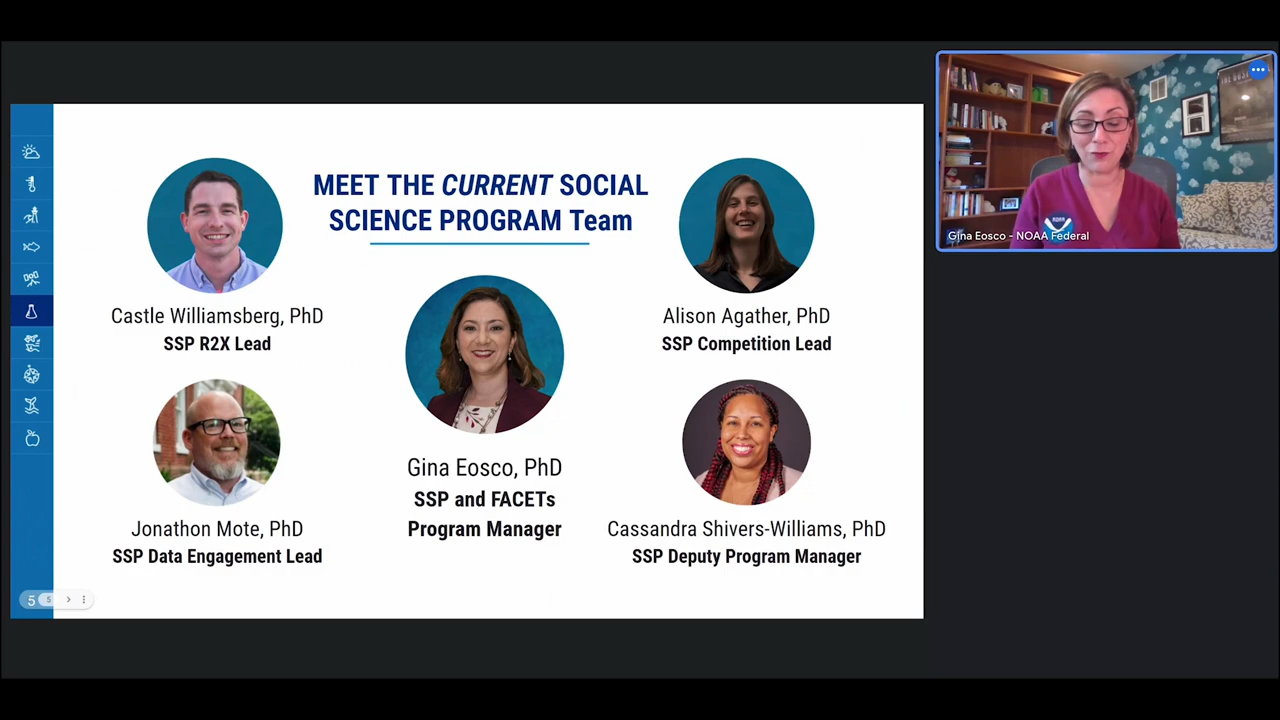 MEET THE CURRENT SOCIAL
SCIENCE PROGRAM Team
Castle Williamsberg, PhD
SSP R2X Lead
Alison Agather, PhD
SSP Competition Lead
Gina Eosco, PhD
SSP and FACETs
Program Manager
Jonathon Mote, PhD
SSP Data Engagement Lead
Cassandra Shivers-Williams, PhD
SSP Deputy Program Manager
5 5
NOAA
Gina Eosco - NOAA Federal